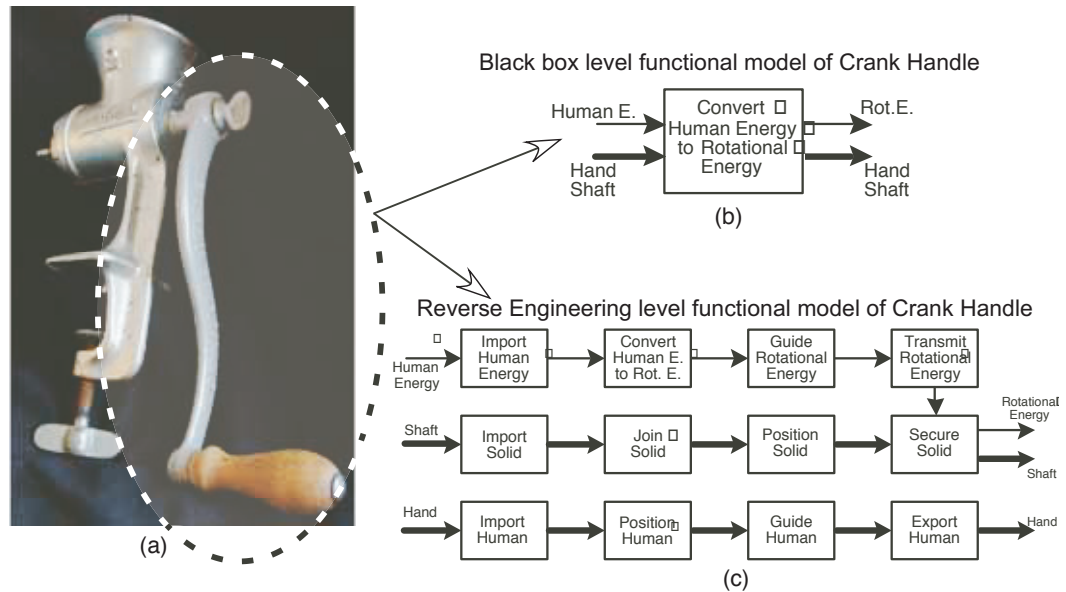 Black box level functional model of Crank Handle
Human E.
Hand
Shaft
Convert
Human Energy
to Rotational
Energy
Rot.E.
Hand
Shaft
(b)
Reverse Engineering level functional model of Crank Handle
Human
Energy
Import
Human
Energy
Convert
Human E.
to Rot. E.
Guide
Rotational
Energy
Transmit
Rotational
Energy
Shaft
Import
Solid
Join
Solid
Position
Solid
Secure
Solid
Rotational
Energy
Shaft
Hand
Import
Human
Position
Human
Guide
Human
Export
Human
Hand
(a)
(c)